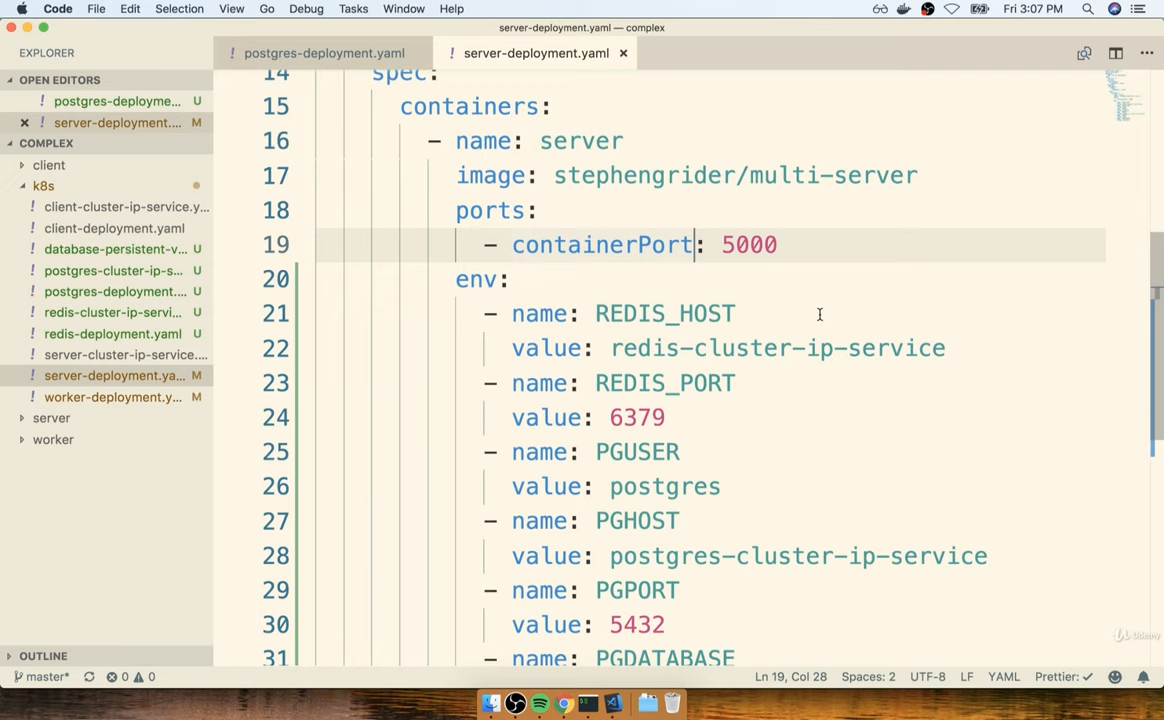 Code File Edit Selection View Go Debug Tasks Window Help Fri 3:07 PM
server-deployment.yaml — complex
EXPLORER
! postgres-deployment.yaml ! server-deployment.yaml ×
OPEN EDITORS
! postgres-deployme... U
× ! server-deployment.... M
COMPLEX
client
k8s
! client-cluster-ip-service.y...
! client-deployment.yaml
! database-persistent-v... U
! postgres-cluster-ip-s... U
! postgres-deployment.... U
! redis-cluster-ip-servi... U
! redis-deployment.yaml U
! server-cluster-ip-service....
! server-deployment.ya... M
! worker-deployment.y... M
server
worker
OUTLINE
14 spec:
15 containers:
16 - name: server
17 image: stephengrider/multi-server
18 ports:
19 - containerPort: 5000
20 env:
21 - name: REDIS_HOST
22 value: redis-cluster-ip-service
23 - name: REDIS_PORT
24 value: 6379
25 - name: PGUSER
26 value: postgres
27 - name: PGHOST
28 value: postgres-cluster-ip-service
29 - name: PGPORT
30 value: 5432
31 - name: PGDATABASE
Udemy
master* 0 0 Ln 19, Col 28 Spaces: 2 UTF-8 LF YAML Prettier: ✓